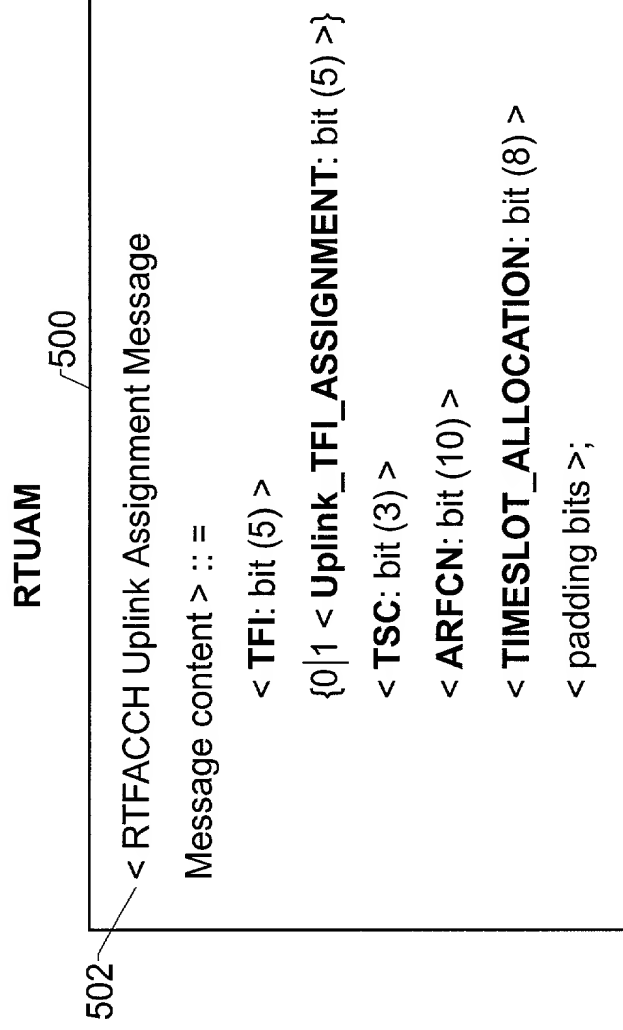 RTUAM
500
502
< RTFACCH Uplink Assignment Message
Message content > :: =
< TFI: bit (5) >
{0|1 < Uplink_TFI_ASSIGNMENT: bit (5) >}
< TSC: bit (3) >
< ARFCN: bit (10) >
< TIMESLOT_ALLOCATION: bit (8) >
< padding bits >;